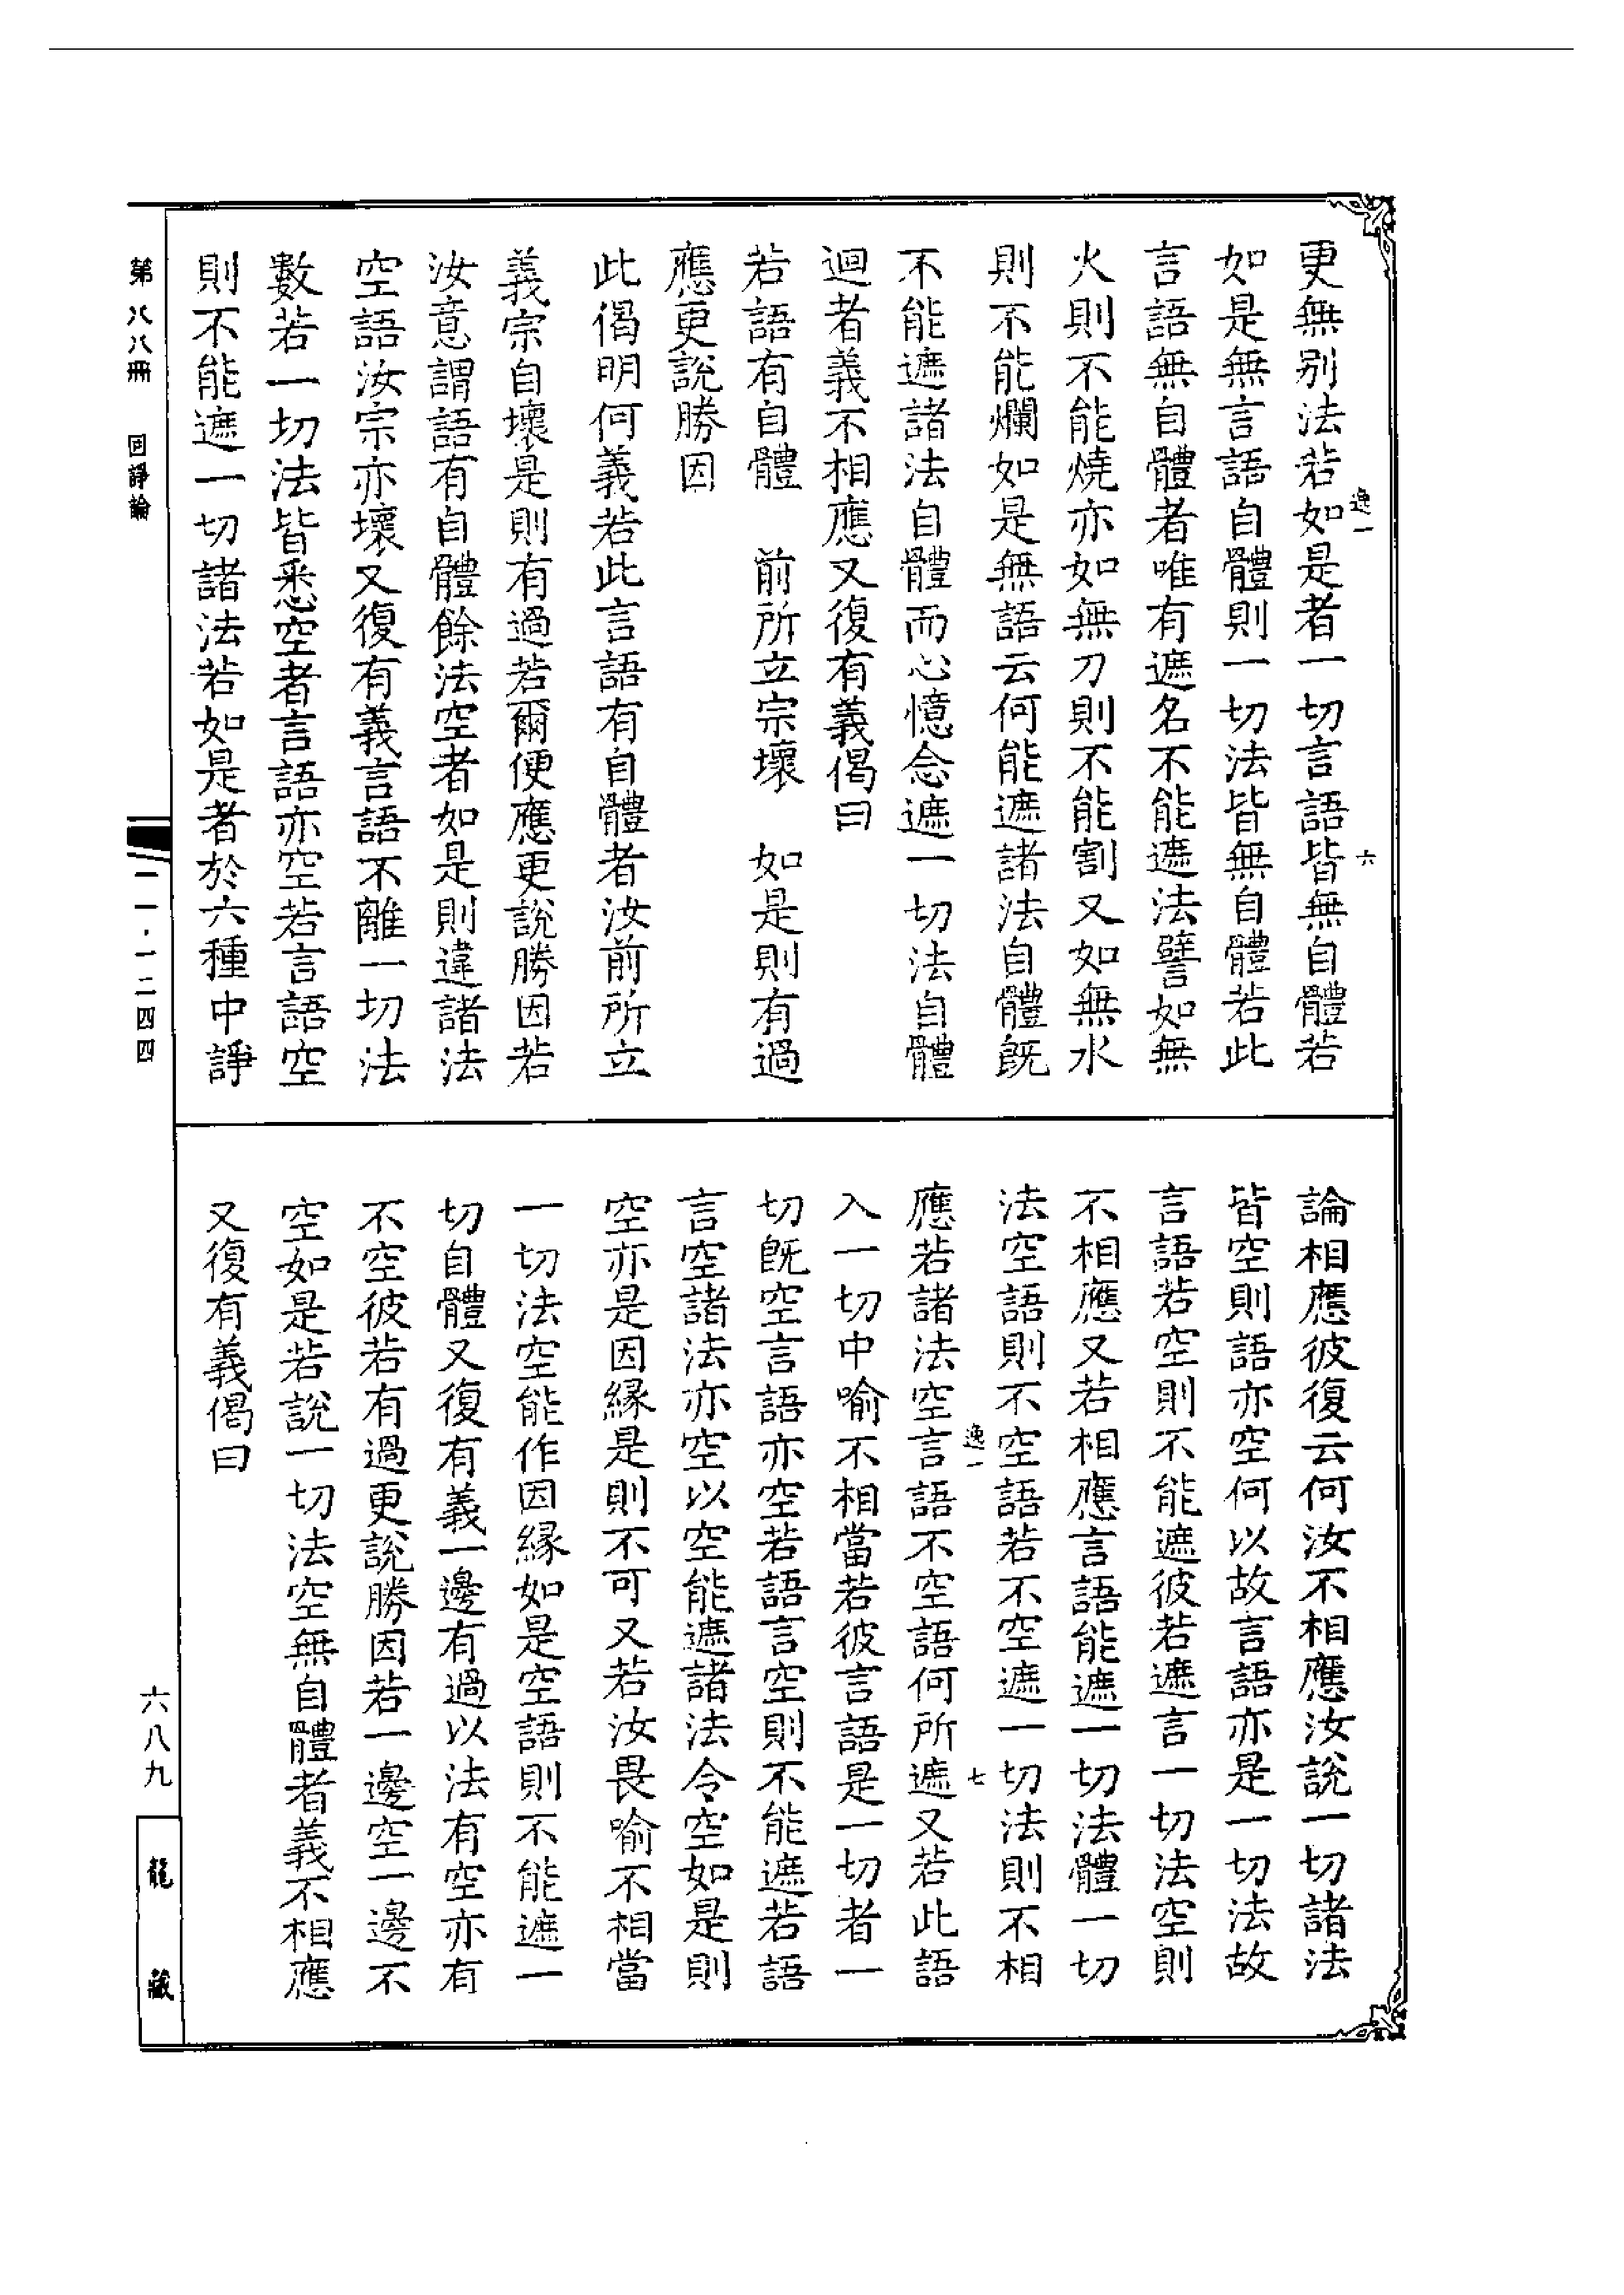 更無别法若如是者一切言語皆無自體若
如是無言語自體則一切法皆無自體若此
言語無自體者唯有遮名不能遮法譬如無
火則不能燒亦如無刀則不能割又如無水
則不能爛如是無語云何能遮諸法自體既
不能遮諸法自體而心憶念遮一切法自體
迴者義不相應又復有義偈曰
若語有自體　前所立宗壞　如是則有過
應更說勝因
此偈明何義若此言語有自體者汝前所立
義宗自壞是則有過若爾便應更說勝因若
汝意謂語有自體餘法空者如是則違諸法
空語汝宗亦壞又復有義言語不離一切法
數若一切法皆悉空者言語亦空若言語空
則不能遮一切諸法若如是者於六種中諍
逸一　六
論相應彼復云何汝不相應汝說一切諸法
皆空則語亦空何以故言語亦是一切法故
言語若空則不能遮彼若遮言一切法空則
不相應又若相應言語能遮一切法體一切
法空語則不空語若不空遮一切法則不相
應若諸法空言語不空語何所遮又若此語
入一切中喻不相當若彼言語是一切者一
切既空言語亦空若語言空則不能遮若語
言空諸法亦空以空能遮諸法令空如是則
空亦是因緣是則不可又若汝畏喻不相當
一切法空能作因緣如是空語則不能遮一
切自體又復有義一邊有過以法有空亦有
不空彼若有過更說勝因若一邊空一邊不
空如是若說一切法空無自體者義不相應
又復有義偈曰
逸一　七
第八八冊　回諍論
二一·一二四四
六八九
龍藏